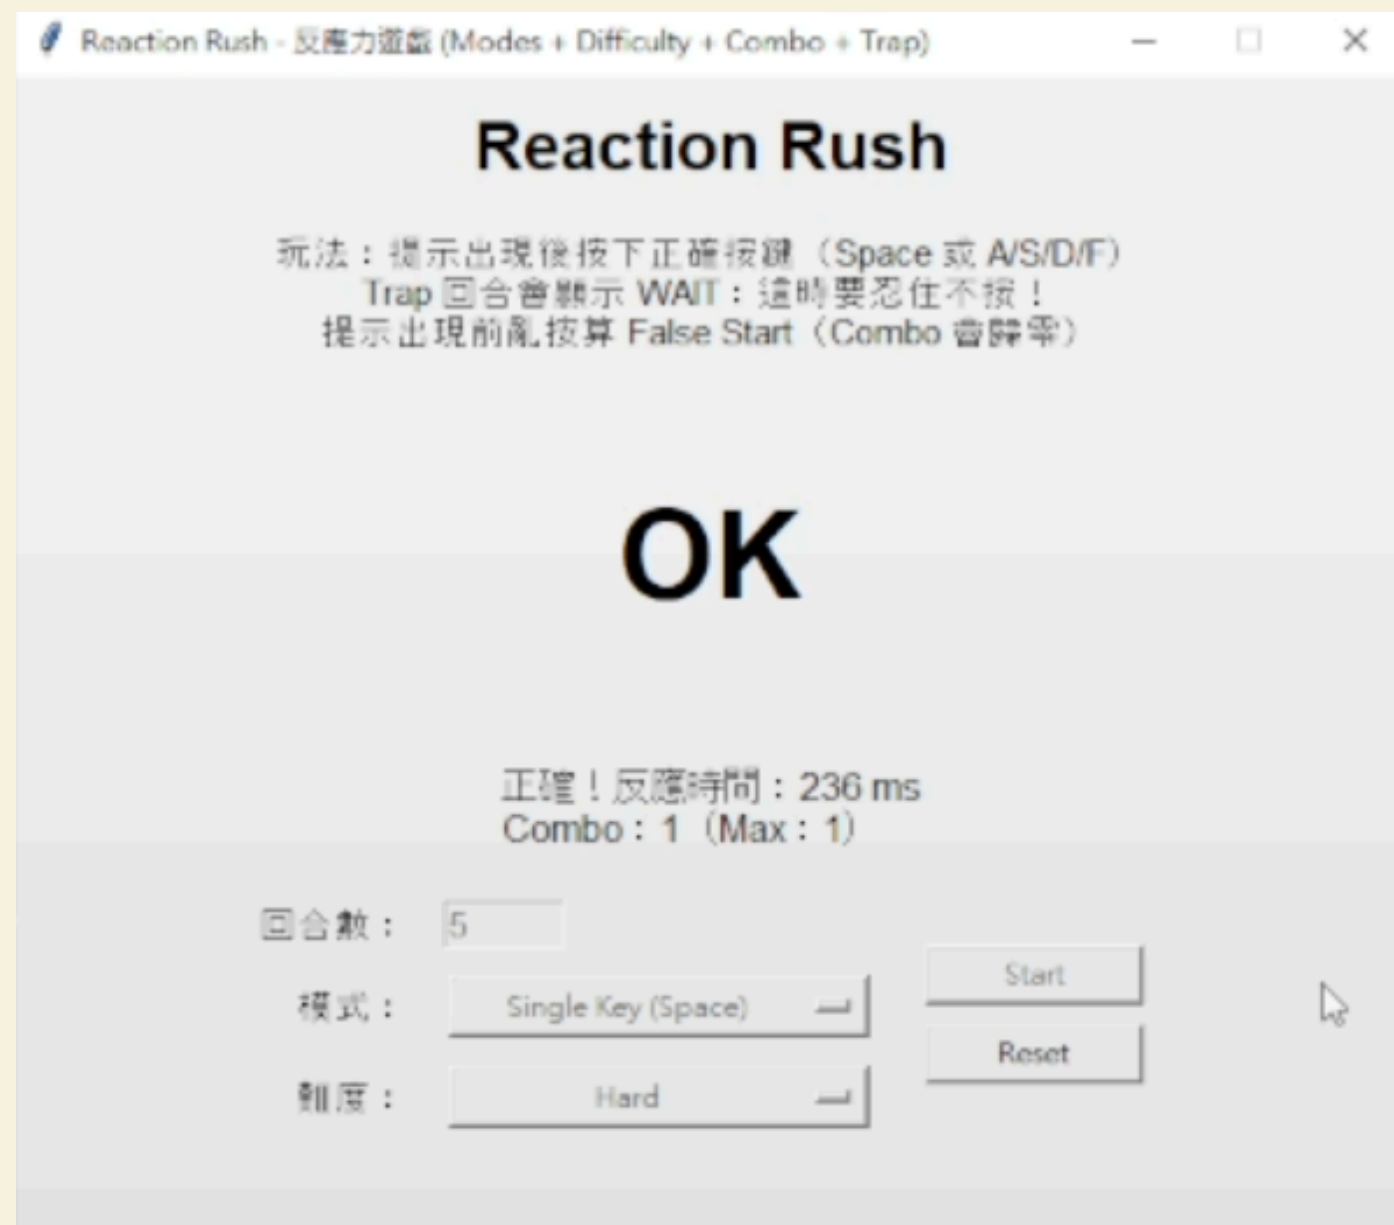 Reaction Rush - 反應力遊戲 (Modes + Difficulty + Combo + Trap)
Reaction Rush
玩法：提示出現後按下正確按鍵（Space 或 A/S/D/F）
Trap 回合會顯示 WAIT：這時要忍住不按！
提示出現前亂按算 False Start（Combo 會歸零）
OK
正確！反應時間：236 ms
Combo：1（Max：1）
回合數： 5
模式： Single Key (Space)
難度： Hard
Start
Reset